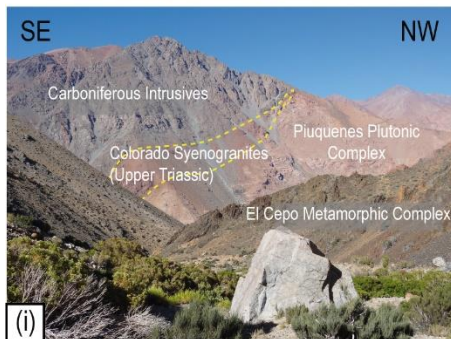 SE
NW
Carboniferous Intrusives
Piuquenes Plutonic
Complex
Colorado Syenogranites
(Upper Triassic)
El Cepo Metamorphic Complex
(i)